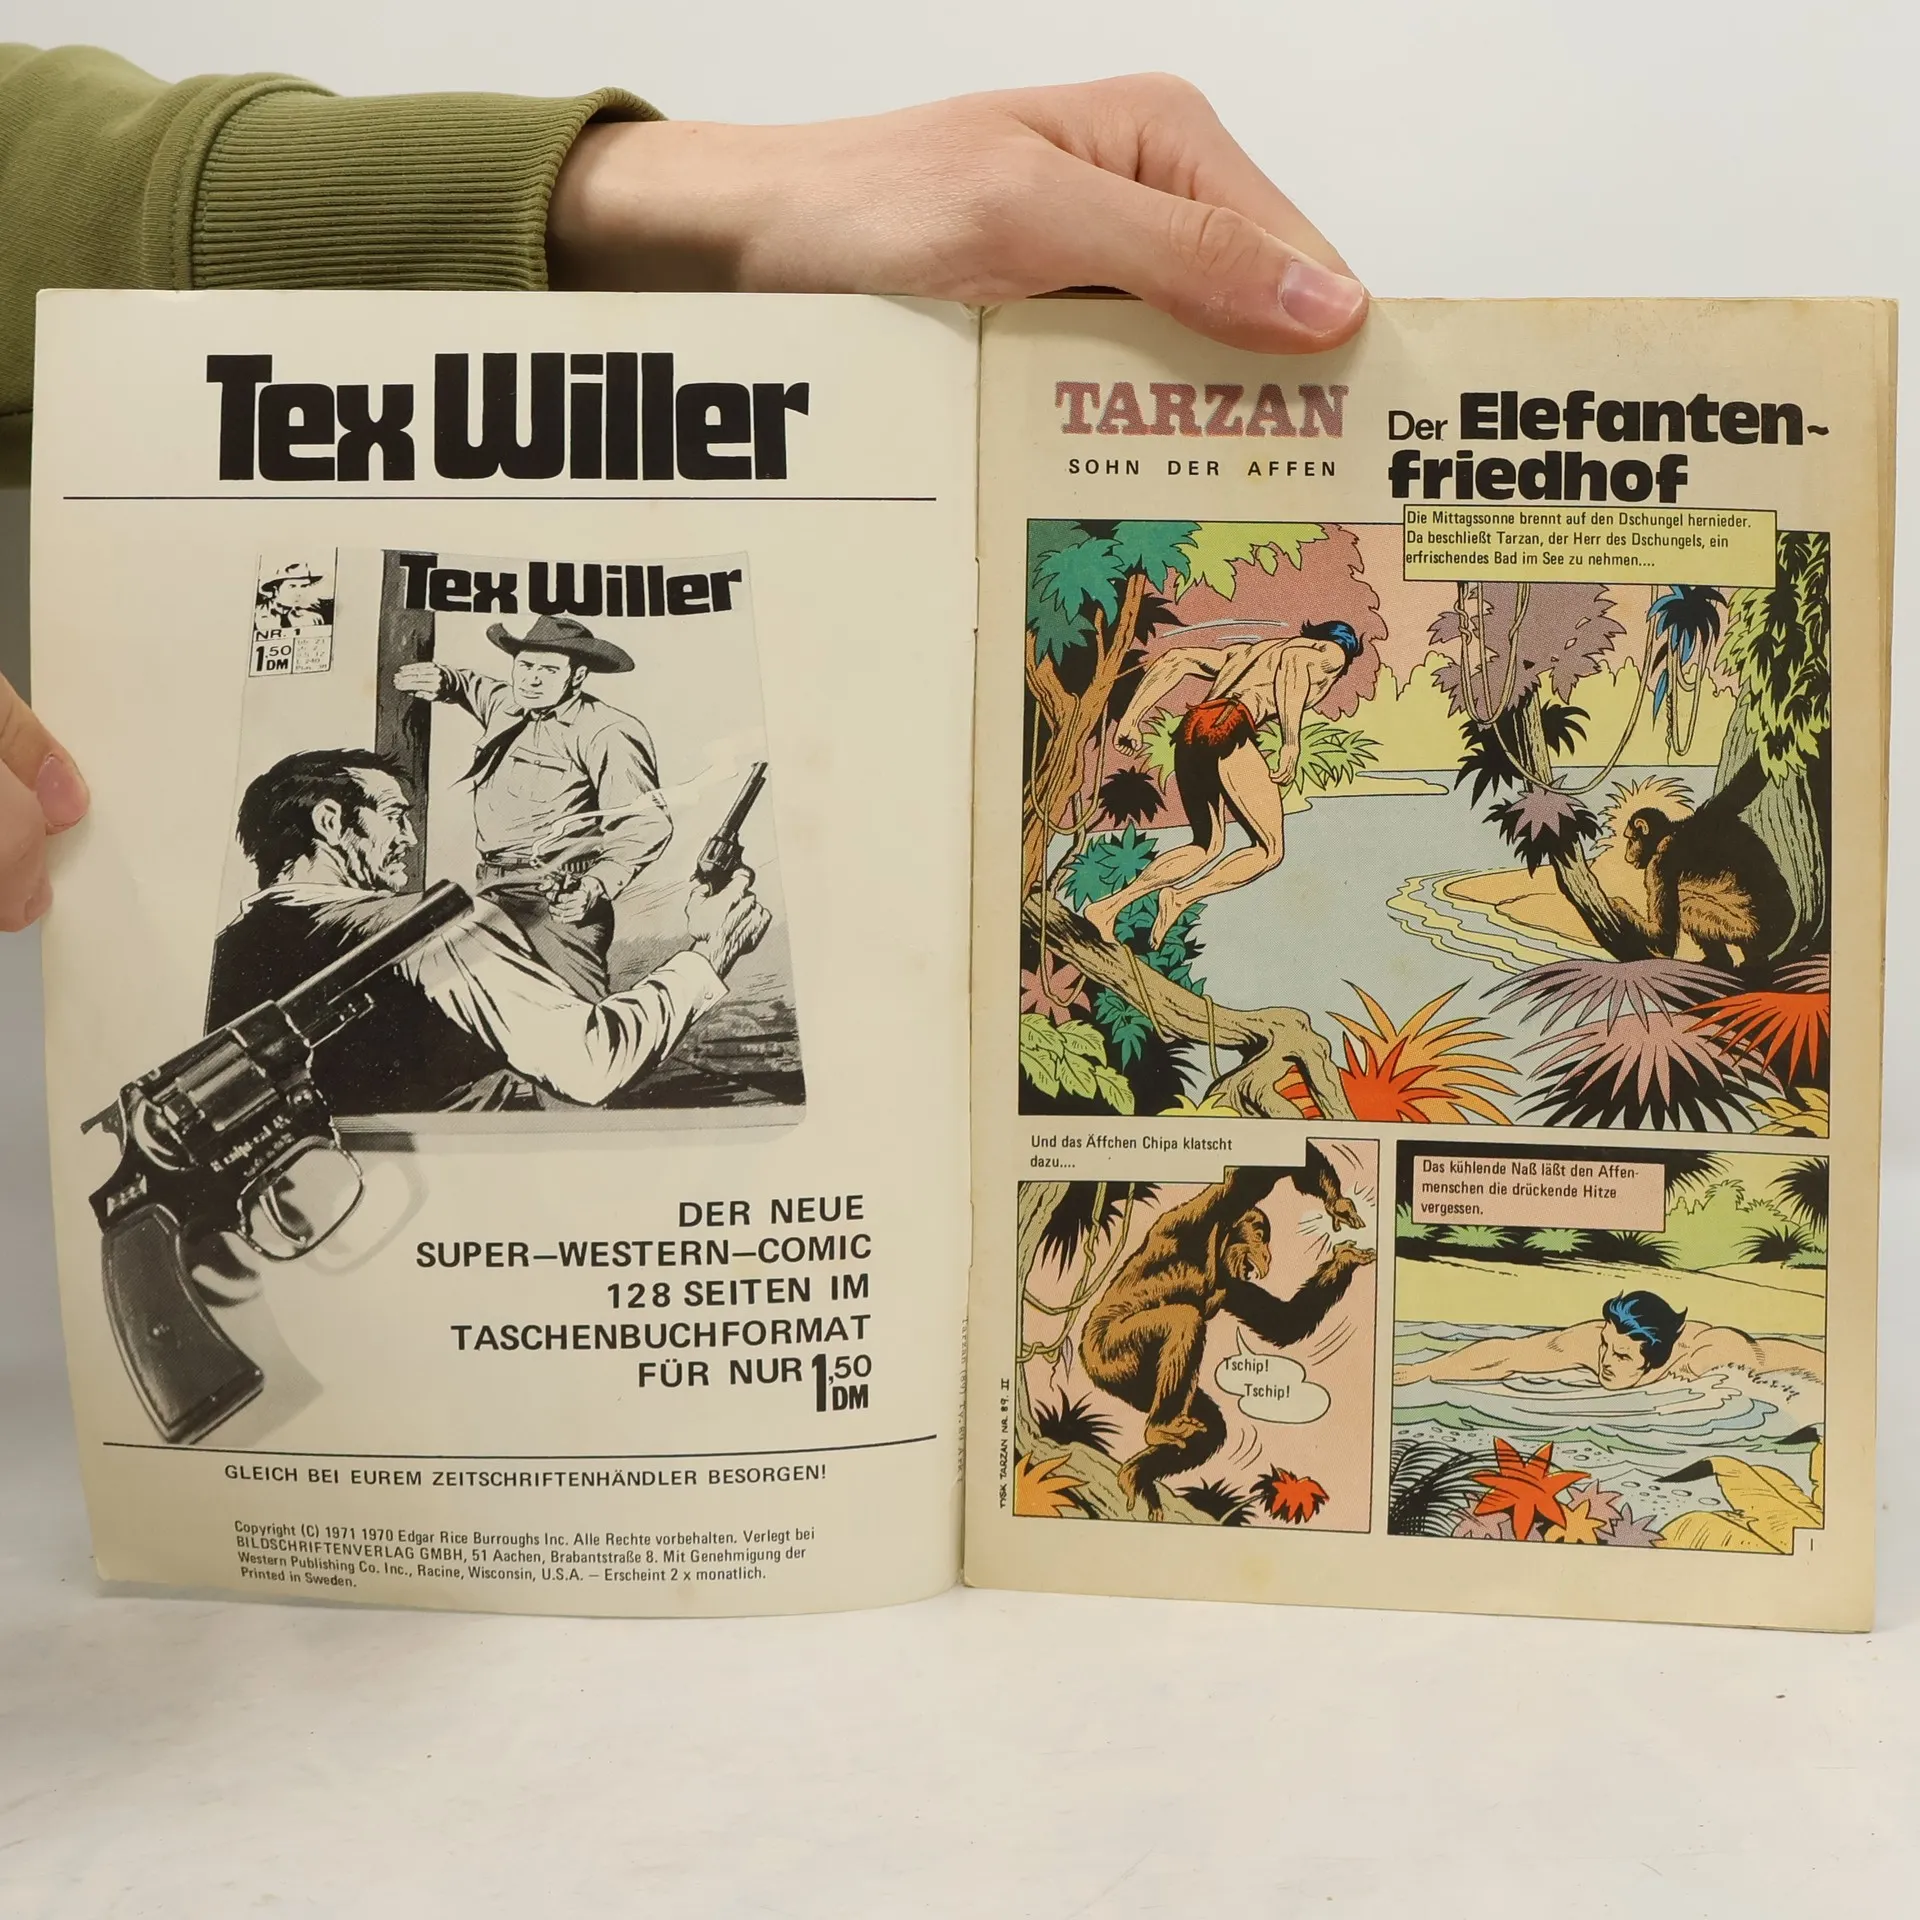 Tex Willer
Tex Willer
NR. 1
1,50
DM
DER NEUE
SUPER–WESTERN–COMIC
128 SEITEN IM
TASCHENBUCHFORMAT
FÜR NUR 1,50
DM
GLEICH BEI EUREM ZEITSCHRIFTENHÄNDLER BESORGEN!
Copyright (C) 1971 1970 Edgar Rice Burroughs Inc. Alle Rechte vorbehalten. Verlegt bei
BILDSCHRIFTENVERLAG GMBH, 51 Aachen, Brabantstraße 8. Mit Genehmigung der
Western Publishing Co. Inc., Racine, Wisconsin, U.S.A. – Erscheint 2 x monatlich.
Printed in Sweden.
TARZAN
SOHN DER AFFEN
Der Elefanten~
friedhof
Die Mittagssonne brennt auf den Dschungel hernieder.
Da beschließt Tarzan, der Herr des Dschungels, ein
erfrischendes Bad im See zu nehmen....
Und das Äffchen Chipa klatscht
dazu....
Tschip!
Tschip!
TYSK TARZAN NR. 89. II
Das kühlende Naß läßt den Affen-
menschen die drückende Hitze
vergessen.
1